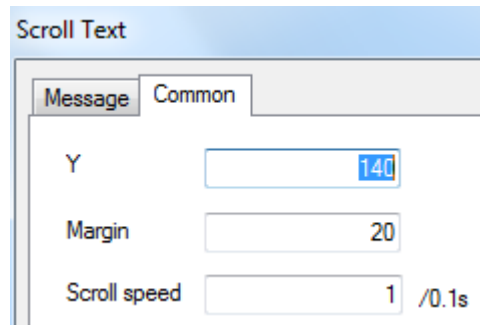 Scroll Text
Message Common
Y 140
Margin 20
Scroll speed 1 /0.1s